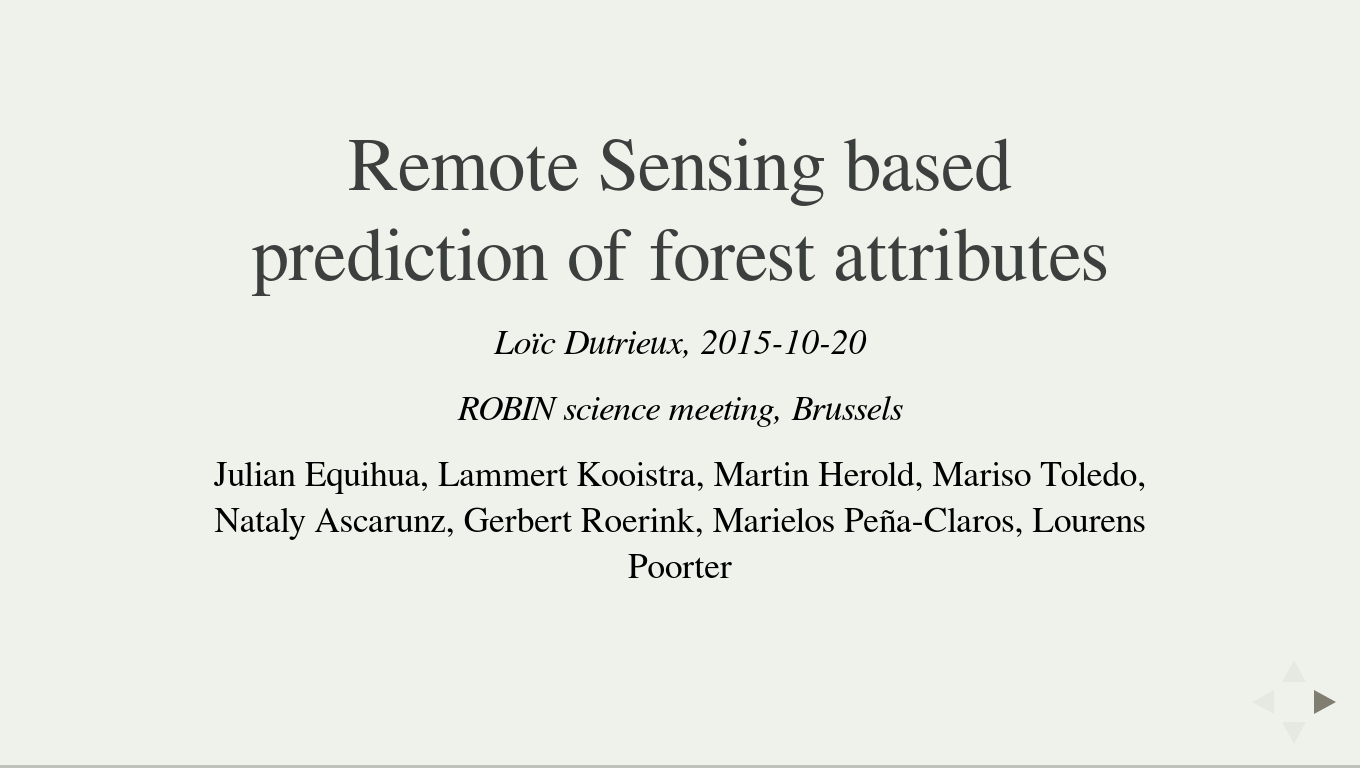 Remote Sensing based
prediction of forest attributes
Loïc Dutrieux, 2015-10-20
ROBIN science meeting, Brussels
Julian Equihua, Lammert Kooistra, Martin Herold, Mariso Toledo,
Nataly Ascarunz, Gerbert Roerink, Marielos Peña-Claros, Lourens
Poorter